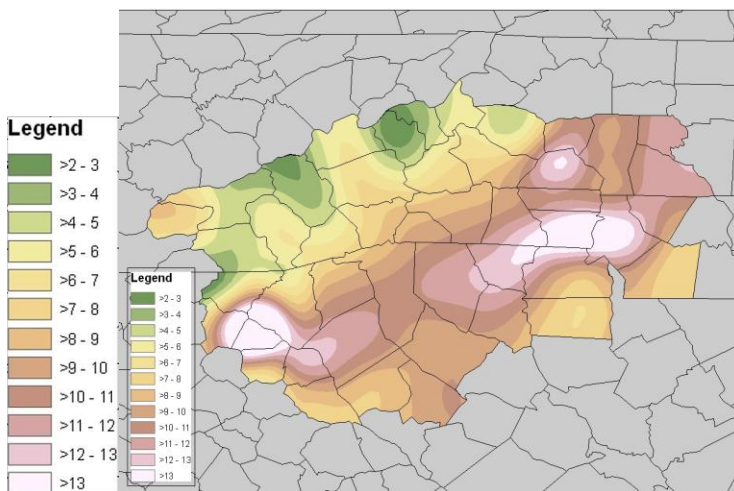 Legend
>2 - 3
>3 - 4
>4 - 5
>5 - 6
>6 - 7
>7 - 8
>8 - 9
>9 - 10
>10 - 11
>11 - 12
>12 - 13
>13
Legend
>2 - 3
>3 - 4
>4 - 5
>5 - 6
>6 - 7
>7 - 8
>8 - 9
>9 - 10
>10 - 11
>11 - 12
>12 - 13
>13